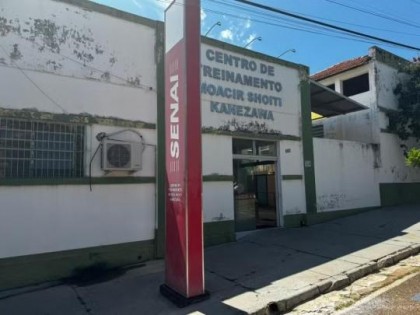 CENTRO DE
TREINAMENTO
MOACIR SHOITI
KANEZAWA
SENAI